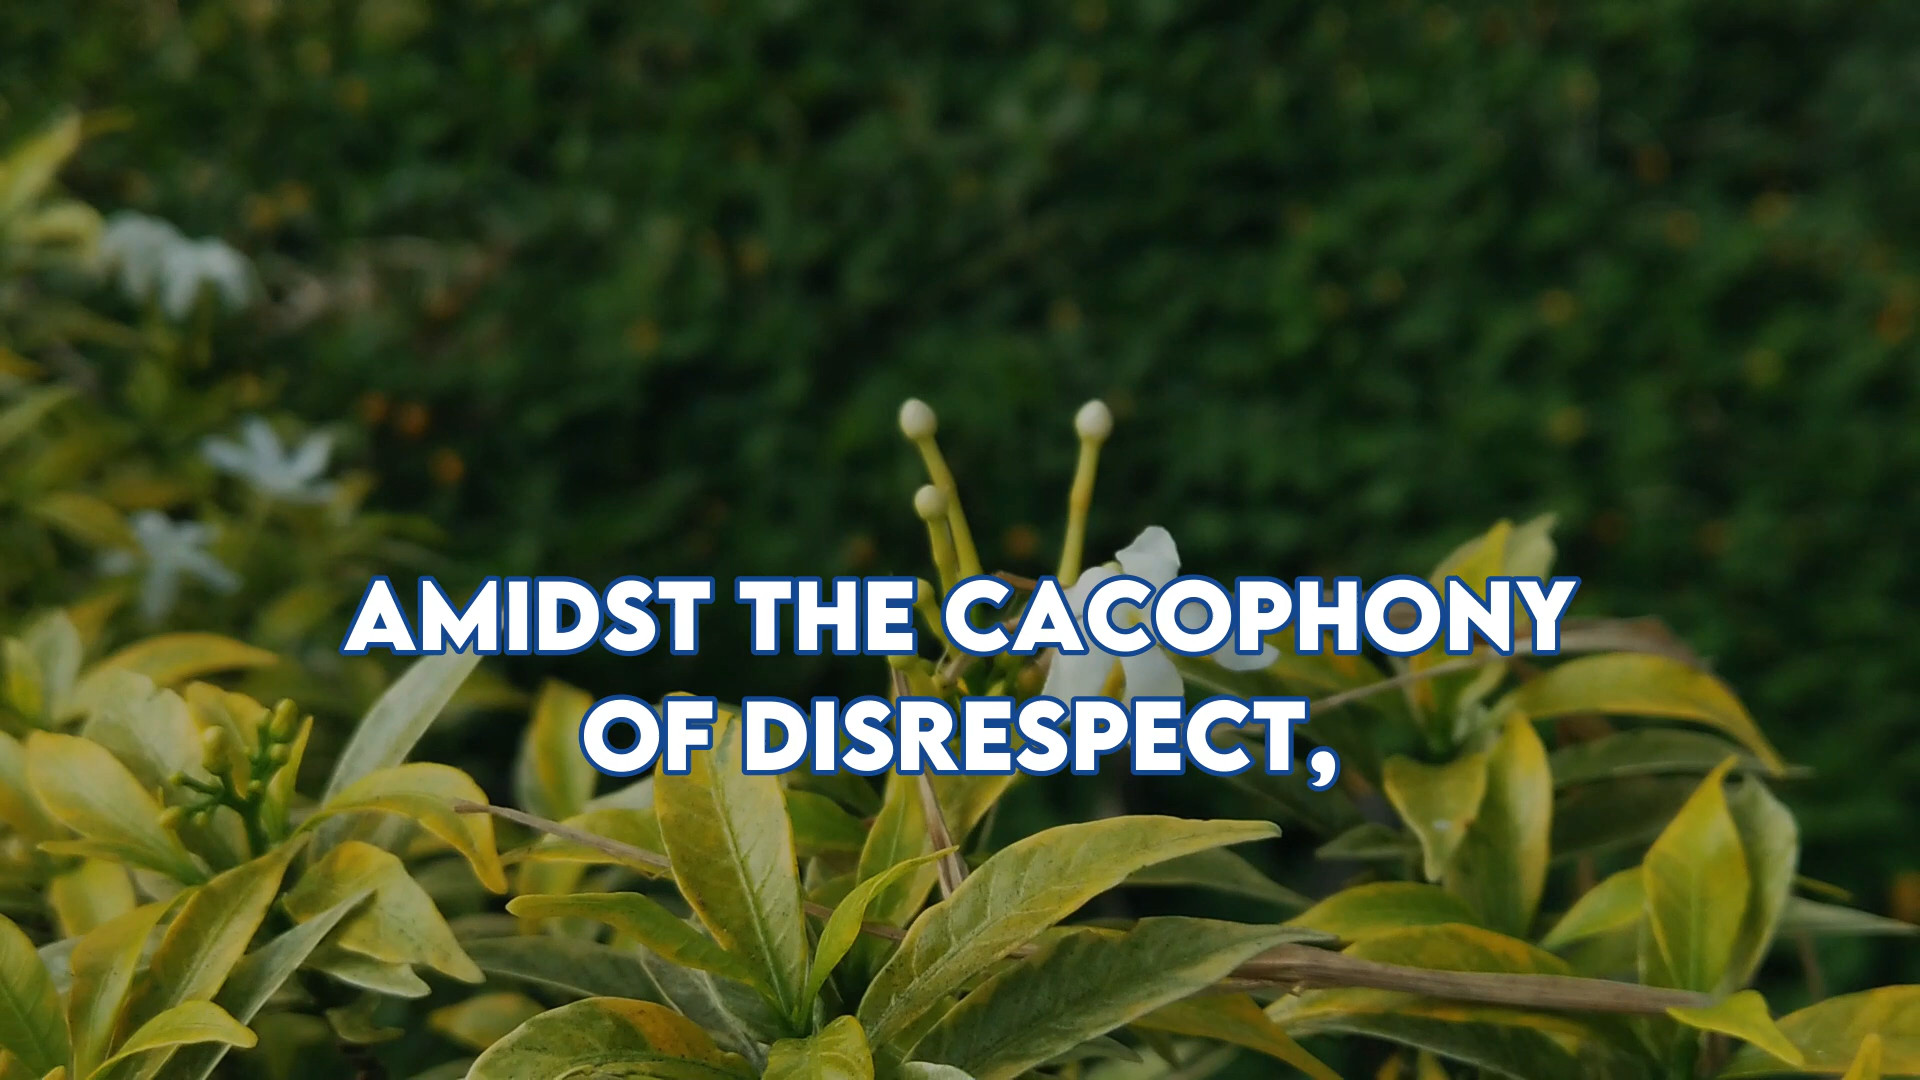 AMIDST THE CACOPHONY
OF DISRESPECT,